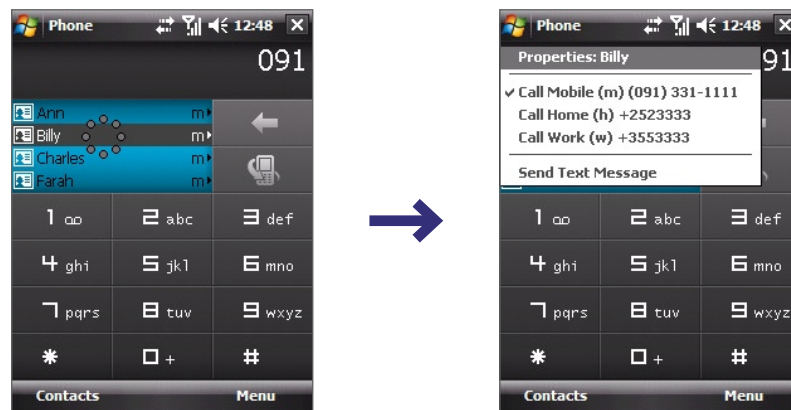 Phone 12:48
091
Ann m
Billy m
Charles m
Farah m
1
2 abc
3 def
4 ghi
5 jkl
6 mno
7 pqrs
8 tuv
9 wxyz
*
0 +
#
Contacts Menu
Phone 12:48
91
Properties: Billy
Call Mobile (m) (091) 331-1111
Call Home (h) +2523333
Call Work (w) +3553333
Send Text Message
1
2 abc
3 def
4 ghi
5 jkl
6 mno
7 pqrs
8 tuv
9 wxyz
*
0 +
#
Contacts Menu